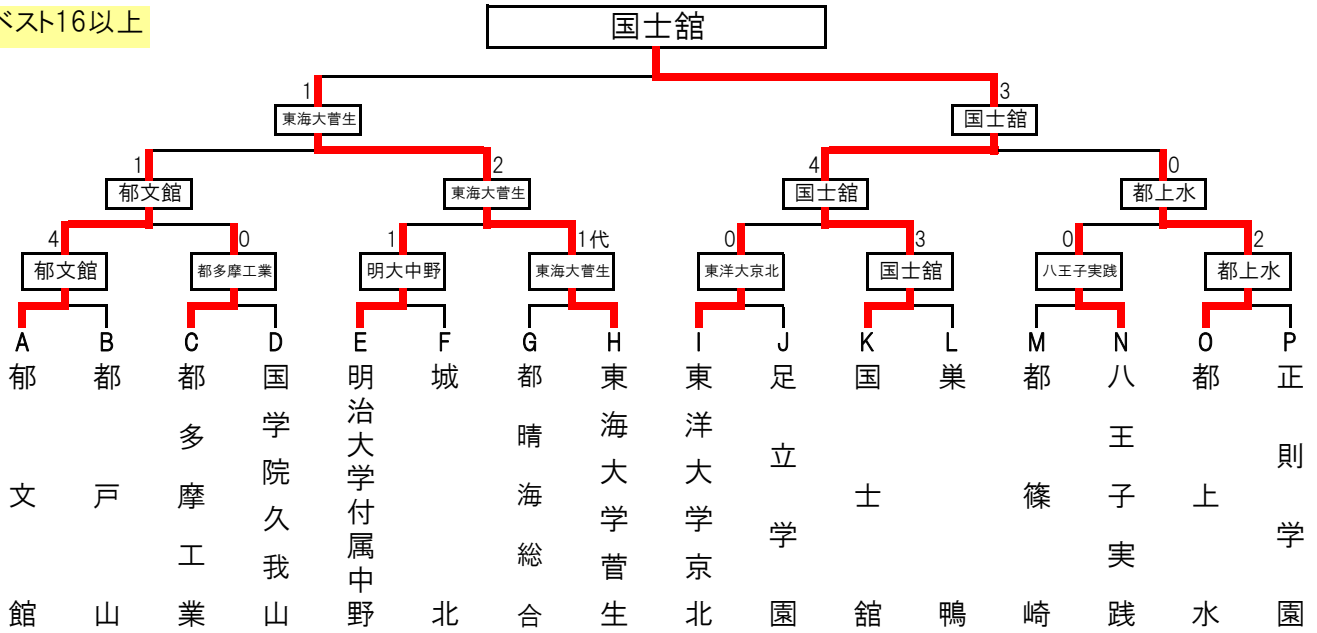 ベスト16以上
国士舘
1 3
東海大菅生 国士舘
1 2 4 0
郁文館 東海大菅生 国士舘 都上水
4 0 1 1代 0 3 0 2
郁文館 都多摩工業 明大中野 東海大菅生 東洋大京北 国士舘 八王子実践 都上水
A B C D E F G H I J K L M N O P
郁文館
都戸山
都多摩工業
国学院久我山
明治大学付属中野
城北
都晴海総合
東海大学菅生
東洋大学京北
足立学園
国士舘
巣鴨
都篠崎
八王子実践
都上水
正則学園